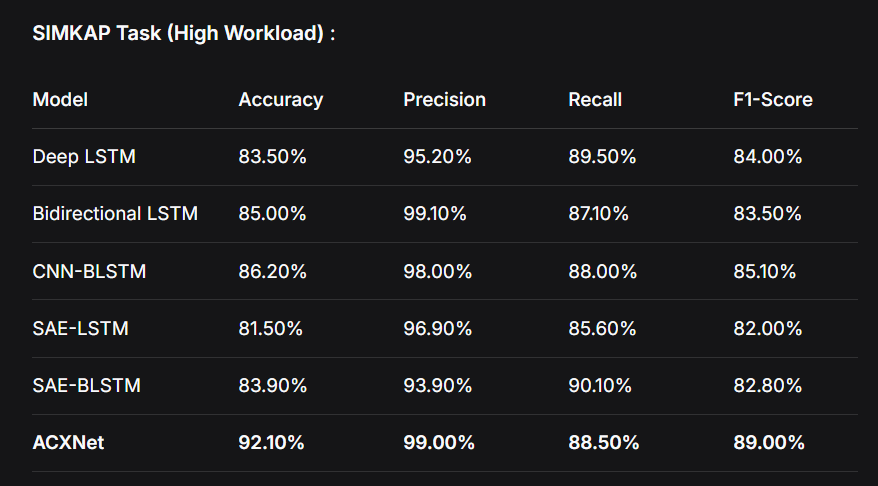 SIMKAP Task (High Workload) :
Model Accuracy Precision Recall F1-Score
Deep LSTM 83.50% 95.20% 89.50% 84.00%
Bidirectional LSTM 85.00% 99.10% 87.10% 83.50%
CNN-BLSTM 86.20% 98.00% 88.00% 85.10%
SAE-LSTM 81.50% 96.90% 85.60% 82.00%
SAE-BLSTM 83.90% 93.90% 90.10% 82.80%
ACXNet 92.10% 99.00% 88.50% 89.00%